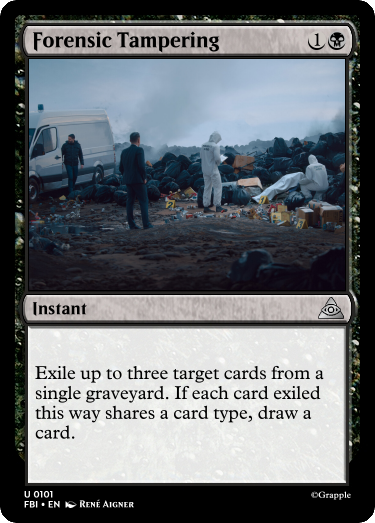 Forensic Tampering 1
Instant
Exile up to three target cards from a
single graveyard. If each card exiled
this way shares a card type, draw a
card.
U 0101
FBI • EN René Aigner
©Grapple